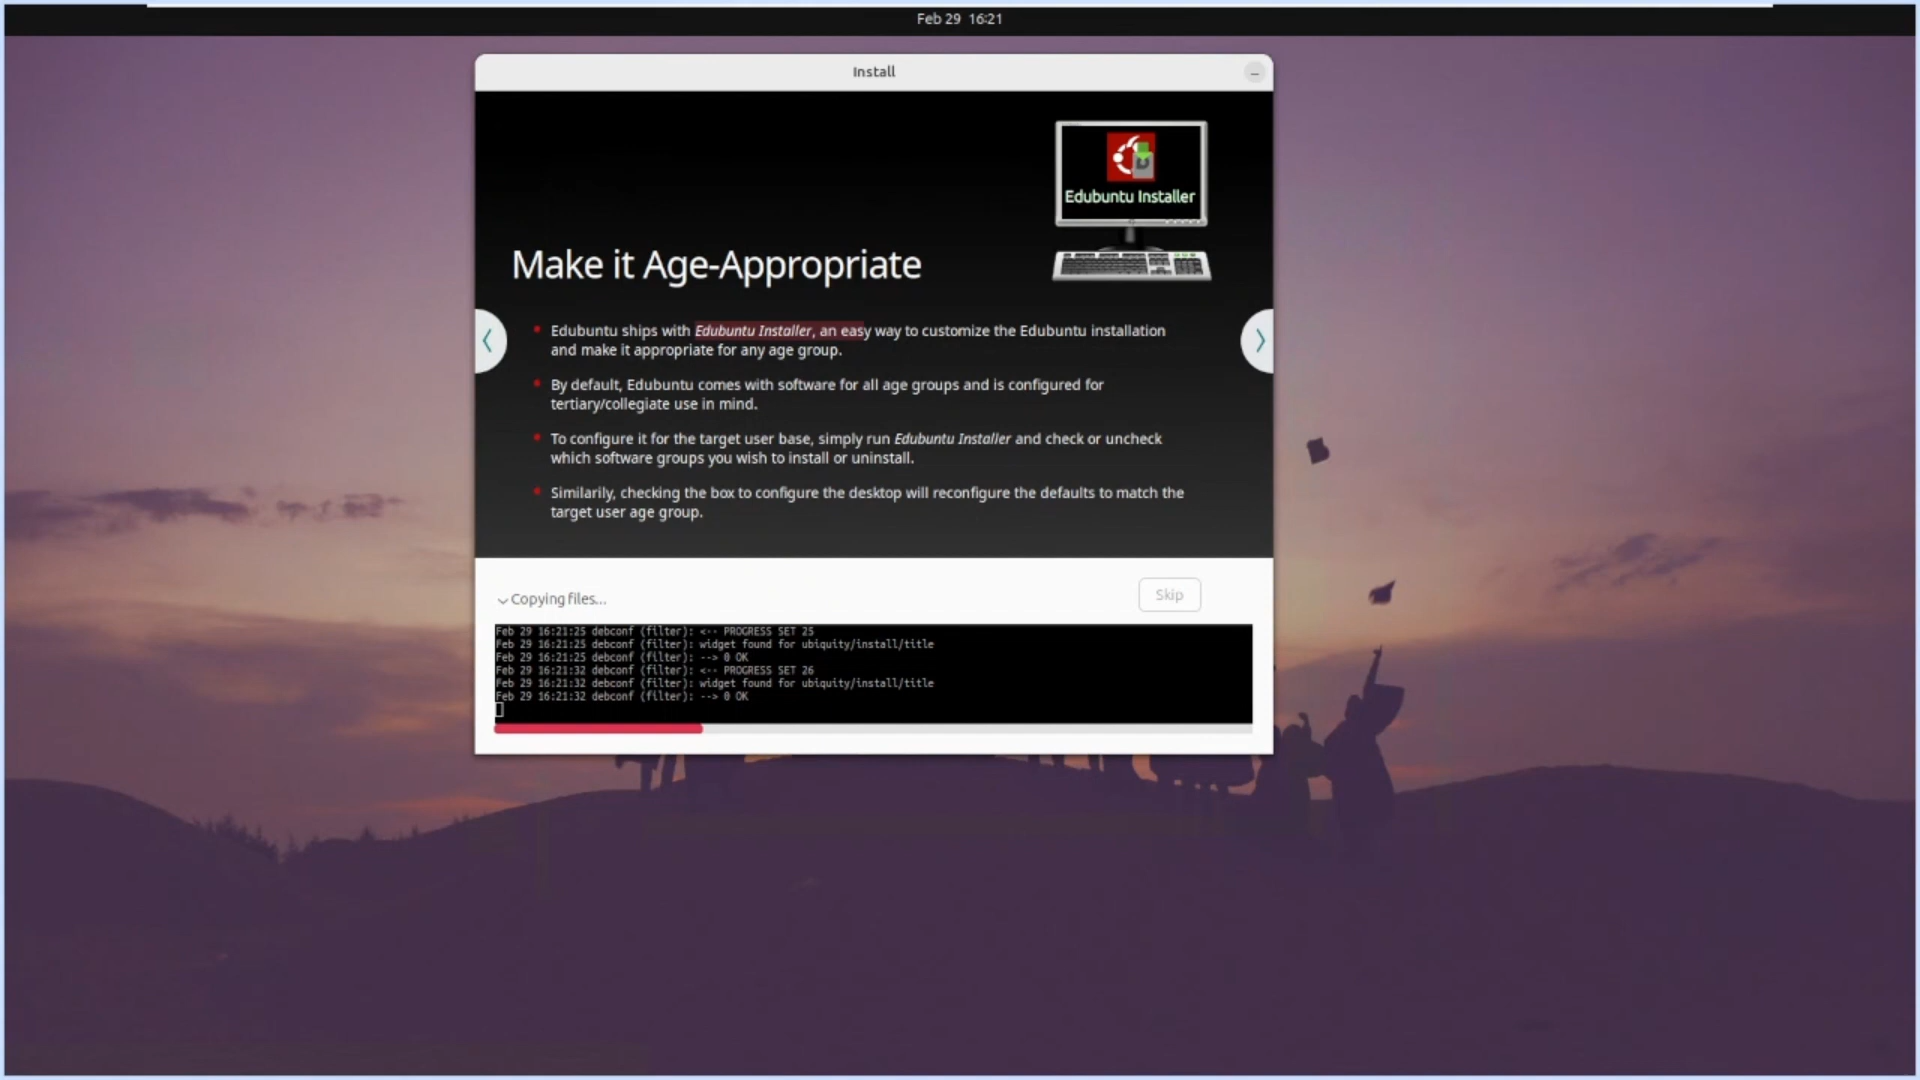 Feb 29 16:21
Install
Edubuntu Installer
Make it Age-Appropriate
Edubuntu ships with Edubuntu Installer, an easy way to customize the Edubuntu installation
and make it appropriate for any age group.
By default, Edubuntu comes with software for all age groups and is configured for
tertiary/collegiate use in mind.
To configure it for the target user base, simply run Edubuntu Installer and check or uncheck
which software groups you wish to install or uninstall.
Similarily, checking the box to configure the desktop will reconfigure the defaults to match the
target user age group.
Copying files...
Skip
Feb 29 16:21:25 debconf (filter): <-- PROGRESS SET 25
Feb 29 16:21:25 debconf (filter): widget found for ubiquity/install/title
Feb 29 16:21:25 debconf (filter): --> 0 OK
Feb 29 16:21:32 debconf (filter): <-- PROGRESS SET 26
Feb 29 16:21:32 debconf (filter): widget found for ubiquity/install/title
Feb 29 16:21:32 debconf (filter): --> 0 OK